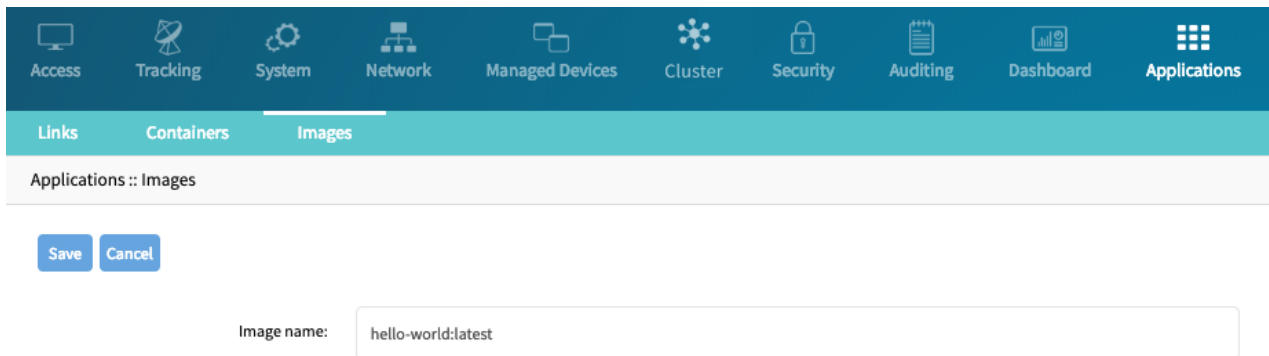 Access Tracking System Network Managed Devices Cluster Security Auditing Dashboard Applications
Links Containers Images
Applications :: Images
Save Cancel
Image name: hello-world:latest